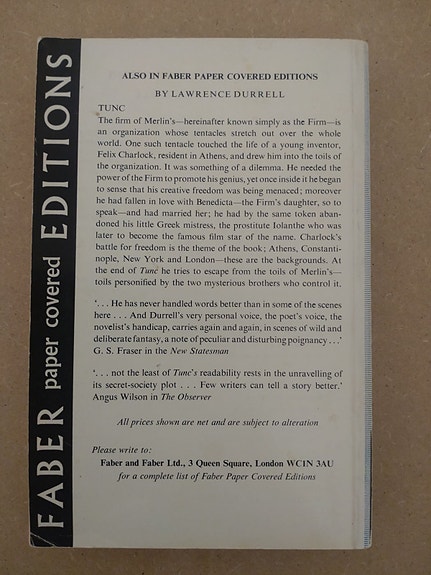 FABER paper covered EDITIONS
ALSO IN FABER PAPER COVERED EDITIONS
BY LAWRENCE DURRELL
TUNC
The firm of Merlin's—hereinafter known simply as the Firm—is
an organization whose tentacles stretch out over the whole
world. One such tentacle touched the life of a young inventor,
Felix Charlock, resident in Athens, and drew him into the toils of
the organization. It was something of a dilemma. He needed the
power of the Firm to promote his genius, yet once inside it he began
to sense that his creative freedom was being menaced; moreover
he had fallen in love with Benedicta—the Firm's daughter, so to
speak—and had married her; he had by the same token aban-
doned his little Greek mistress, the prostitute Iolanthe who was
later to become the famous film star of the name. Charlock's
battle for freedom is the theme of the book; Athens, Constanti-
nople, New York and London—these are the backgrounds. At
the end of Tunc he tries to escape from the toils of Merlin's—
toils personified by the two mysterious brothers who control it.
'. . . He has never handled words better than in some of the scenes
here . . . And Durrell's very personal voice, the poet's voice, the
novelist's handicap, carries again and again, in scenes of wild and
deliberate fantasy, a note of peculiar and disturbing poignancy . . .'
G. S. Fraser in the New Statesman
'. . . not the least of Tunc's readability rests in the unravelling of
its secret-society plot . . . Few writers can tell a story better.'
Angus Wilson in The Observer
All prices shown are net and are subject to alteration
Please write to:
Faber and Faber Ltd., 3 Queen Square, London WC1N 3AU
for a complete list of Faber Paper Covered Editions